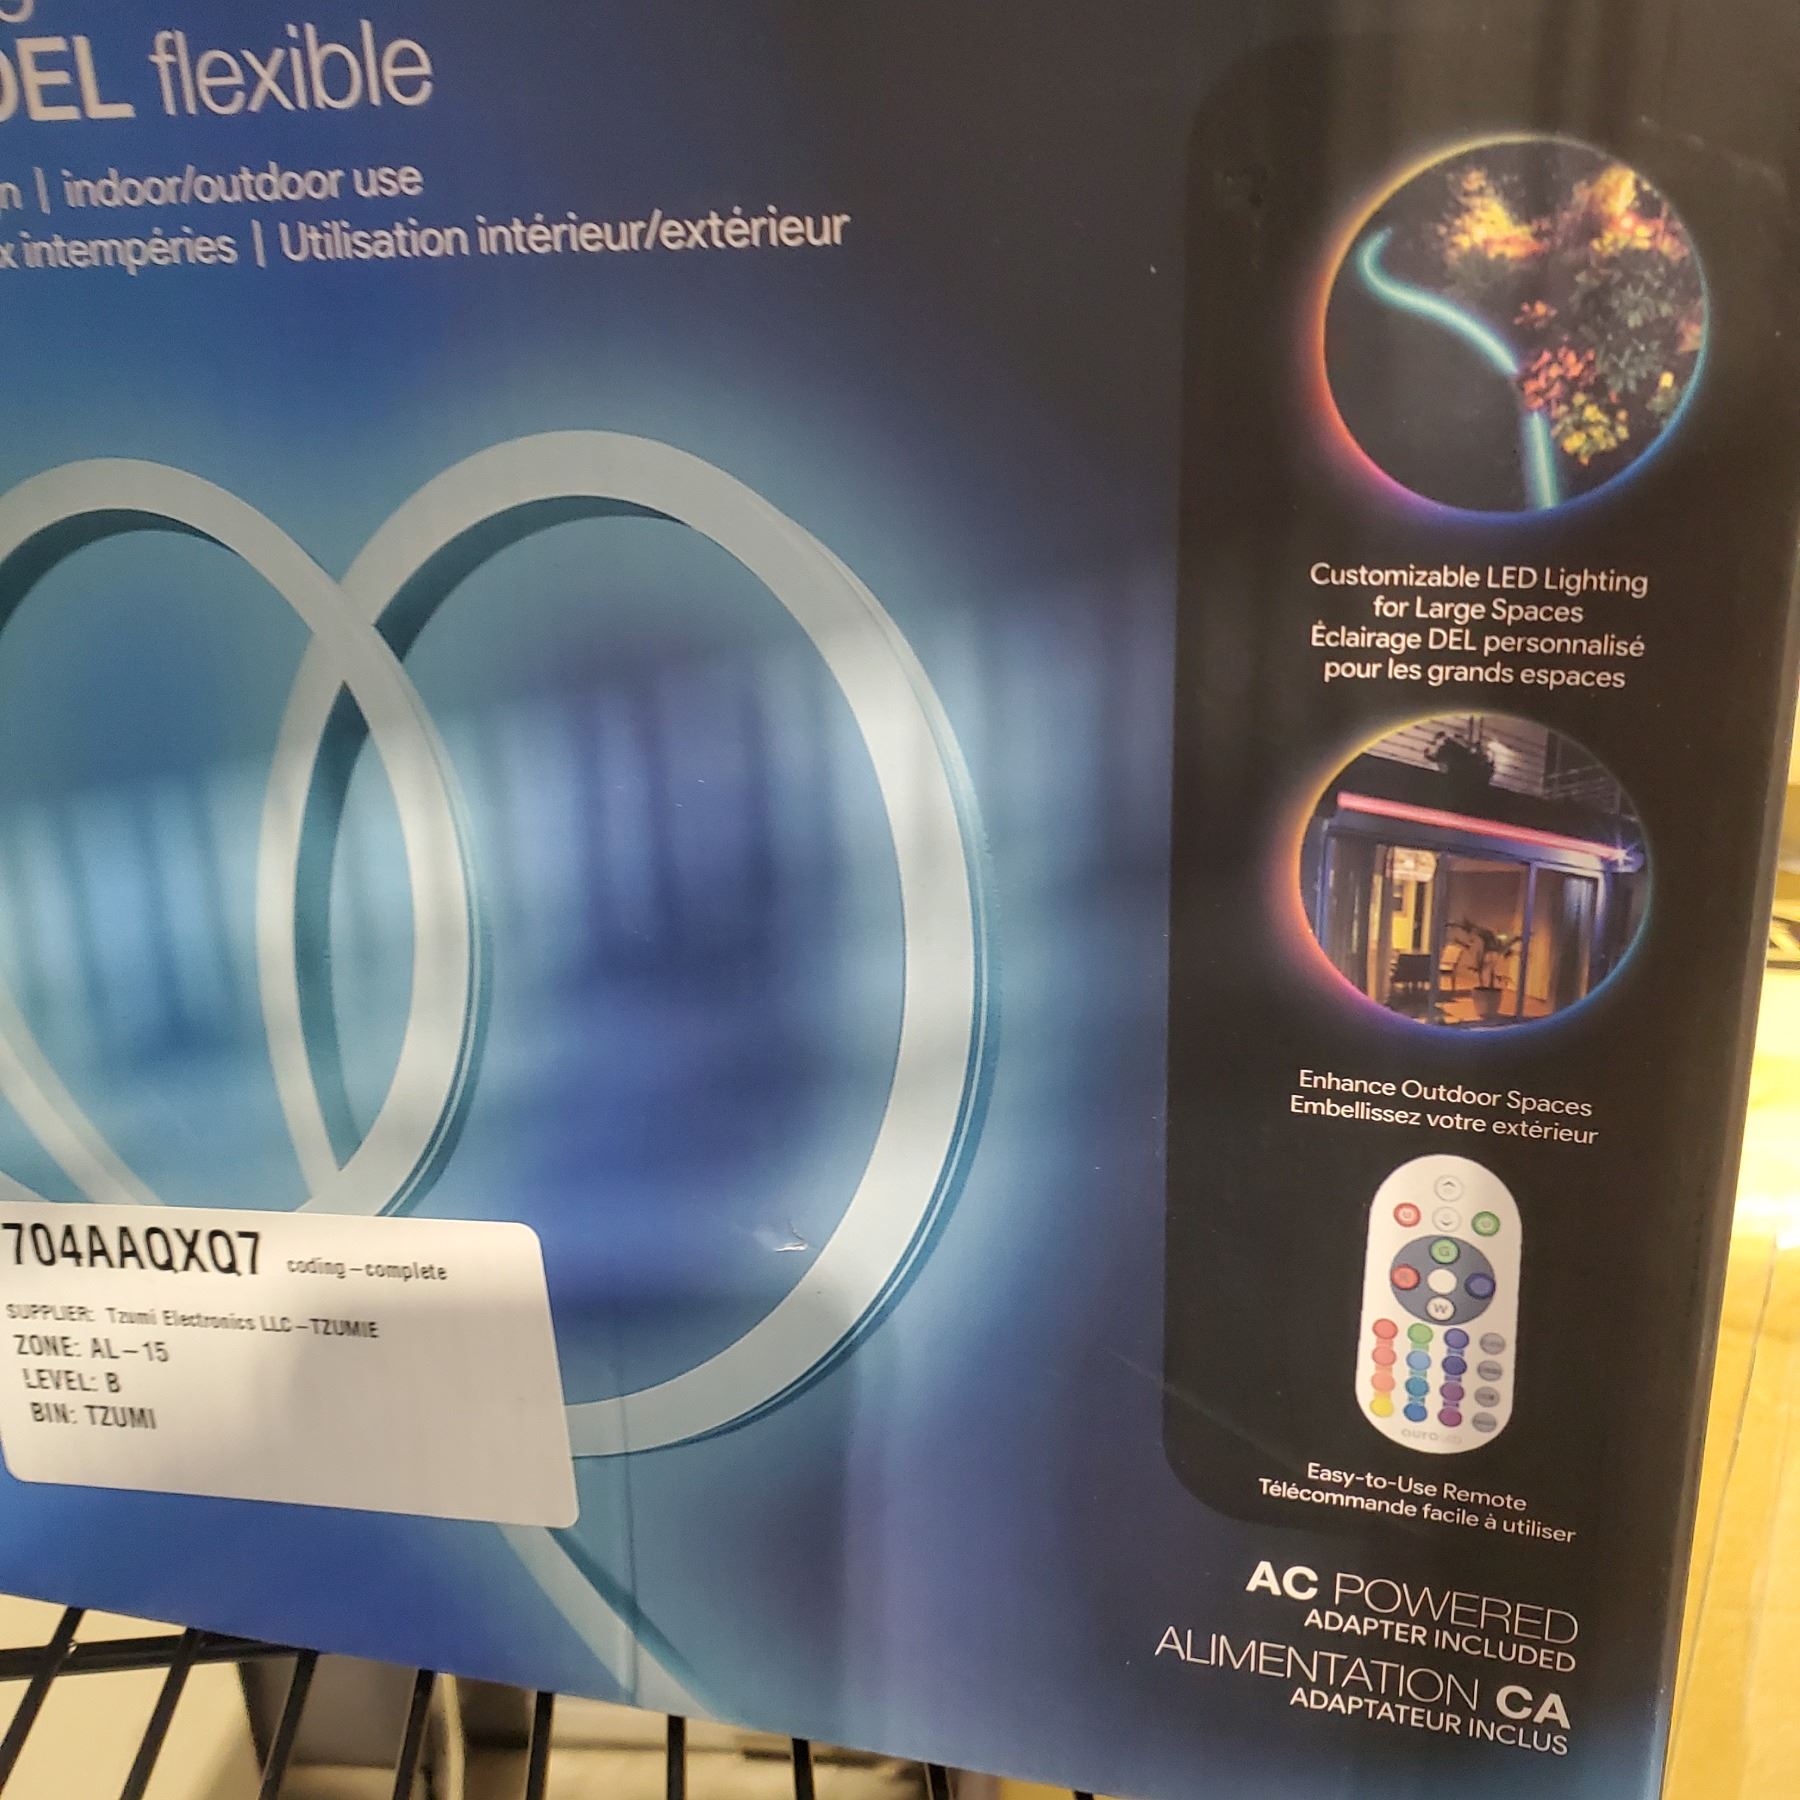 DEL flexible
n | indoor/outdoor use
x intempéries | Utilisation intérieur/extérieur
Customizable LED Lighting
for Large Spaces
Éclairage DEL personnalisé
pour les grands espaces
Enhance Outdoor Spaces
Embellissez votre extérieur
G
W
Easy-to-Use Remote
Télécommande facile à utiliser
AC POWERED
ADAPTER INCLUDED
ALIMENTATION CA
ADAPTATEUR INCLUS
704AAQXQ7 coding-complete
SUPPLIER: Tzumi Electronics LLC-TZUMIE
ZONE: AL-15
LEVEL: B
BIN: TZUMI